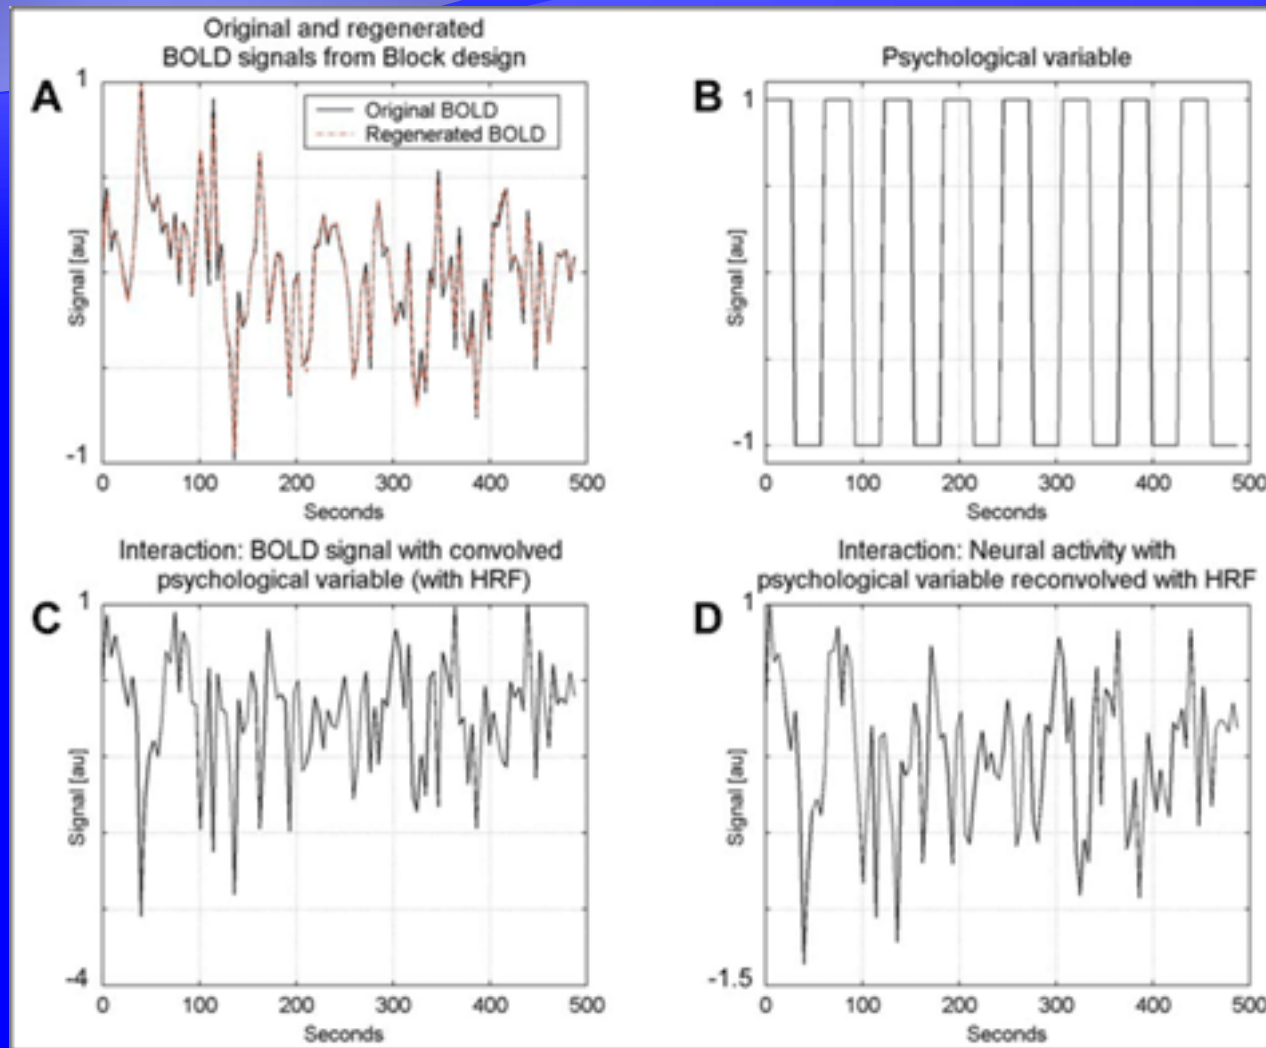 Original and regenerated
BOLD signals from Block design
A
1
Original BOLD
Regenerated BOLD
Signal [au]
-1
0 100 200 300 400 500
Seconds
Psychological variable
B
1
Signal [au]
-1
0 100 200 300 400 500
Seconds
Interaction: BOLD signal with convolved
psychological variable (with HRF)
C
1
Signal [au]
-4
0 100 200 300 400 500
Seconds
Interaction: Neural activity with
psychological variable reconvolved with HRF
D
1
Signal [au]
-1.5
0 100 200 300 400 500
Seconds